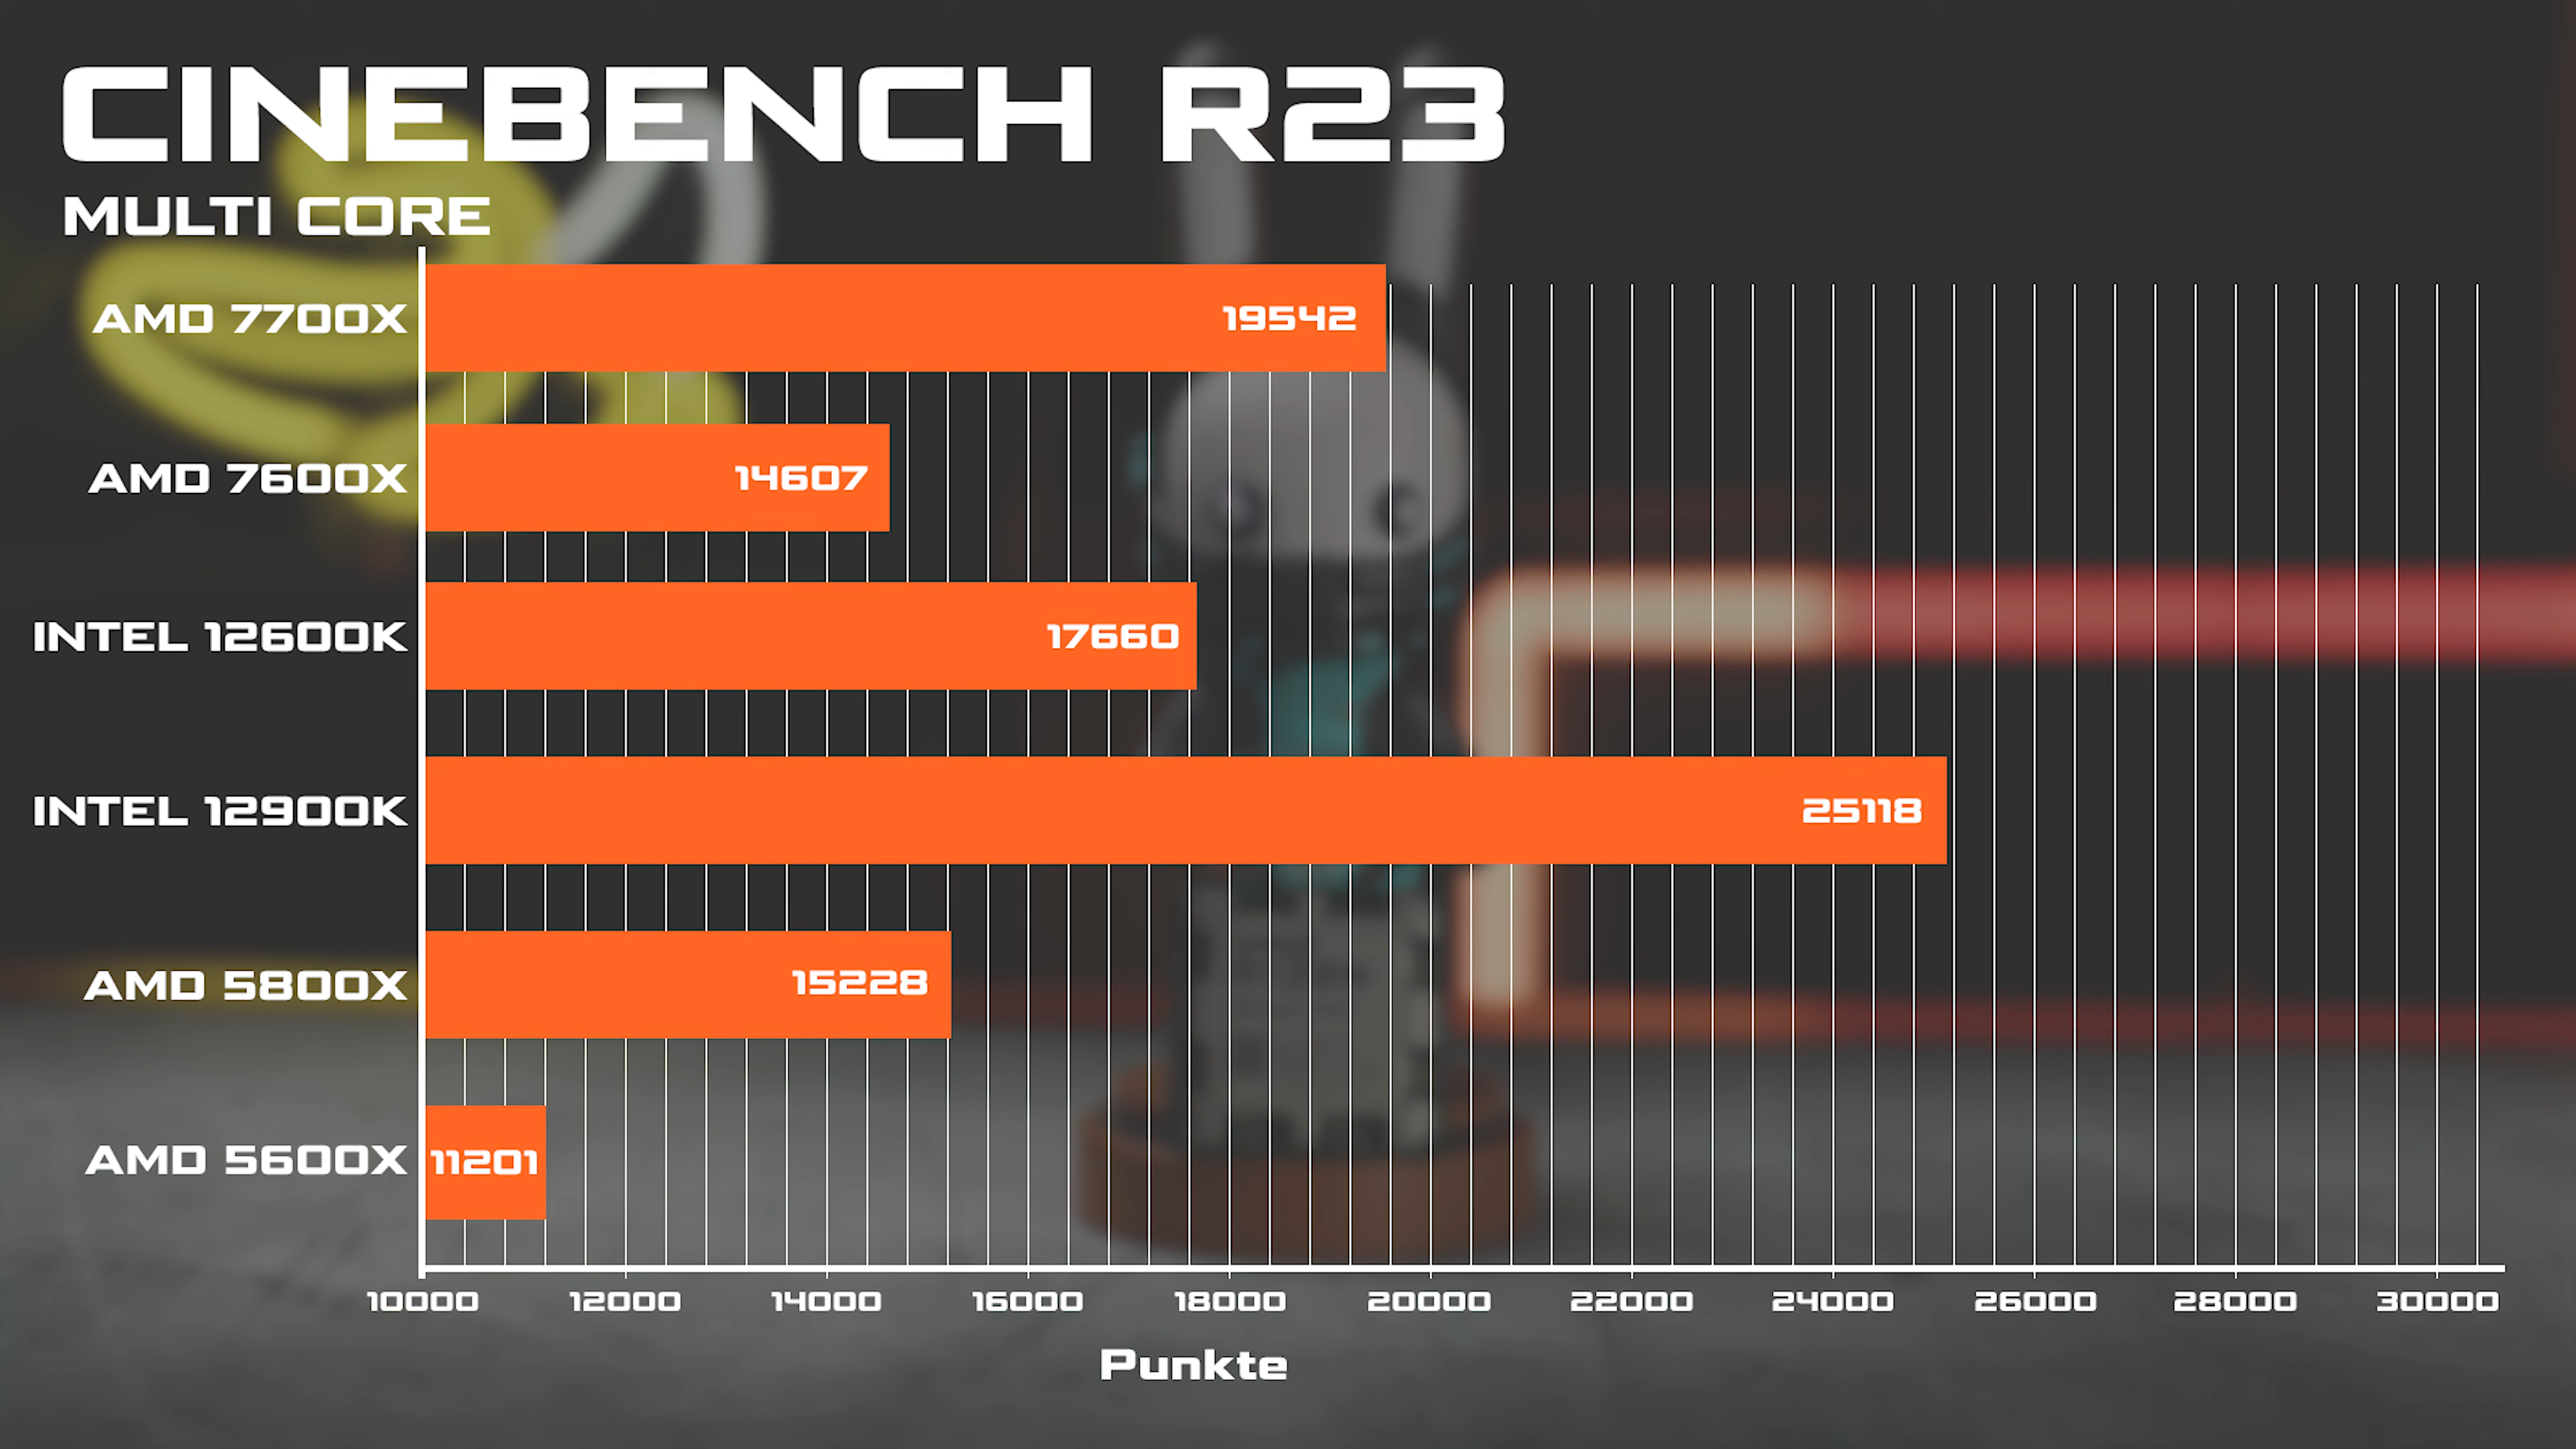 CINEBENCH R23
MULTI CORE
AMD 7700X 19542
AMD 7600X 14607
INTEL 12600K 17660
INTEL 12900K 25118
AMD 5800X 15228
AMD 5600X 11201
10000 12000 14000 16000 18000 20000 22000 24000 26000 28000 30000
Punkte